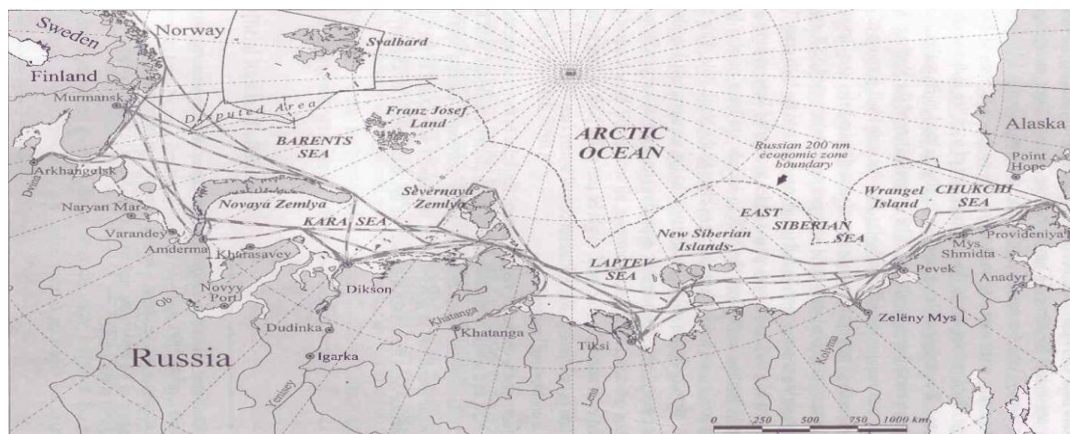 Sweden
Norway
Svalbard
Finland
Murmansk
Disputed Area
Franz Josef
Land
BARENTS
SEA
ARCTIC
OCEAN
Russian 200 nm
economic zone
boundary
Alaska
Point
Hope
Dvina
Arkhangelsk
Novaya Zemlya
Severnaya
Zemlya
KARA SEA
Wrangel
Island
CHUKCHI
SEA
EAST
SIBERIAN
SEA
New Siberian
Islands
LAPTEV
SEA
Naryan Mar
Varandey
Amderma
Kharasavey
Novyy
Port
Ob
Dikson
Dudinka
Igarka
Yenisey
Khatanga
Khatanga
Tiksi
Lena
Kolyma
Zelëny Mys
Pevek
Mys
Shmidta
Provideniya
Anadyr
Russia
0 250 500 750 1000 km